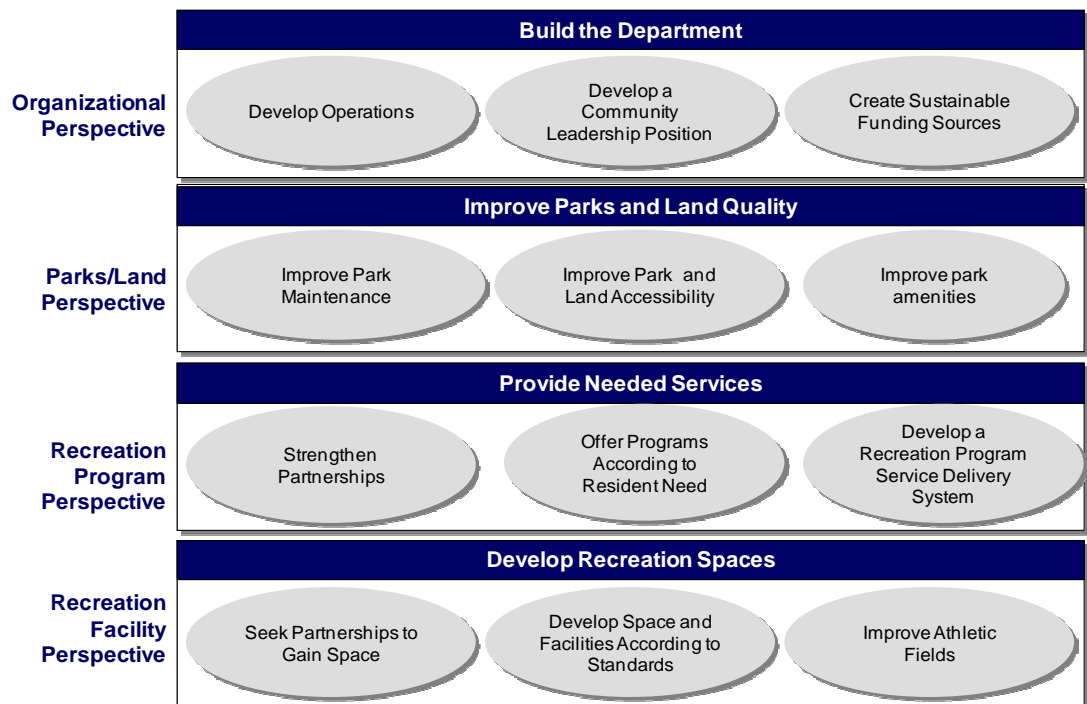 Build the Department
Organizational
Perspective
Develop Operations
Develop a
Community
Leadership Position
Create Sustainable
Funding Sources
Improve Parks and Land Quality
Parks/Land
Perspective
Improve Park
Maintenance
Improve Park and
Land Accessibility
Improve park
amenities
Provide Needed Services
Recreation
Program
Perspective
Strengthen
Partnerships
Offer Programs
According to
Resident Need
Develop a
Recreation Program
Service Delivery
System
Develop Recreation Spaces
Recreation
Facility
Perspective
Seek Partnerships to
Gain Space
Develop Space and
Facilities According to
Standards
Improve Athletic
Fields